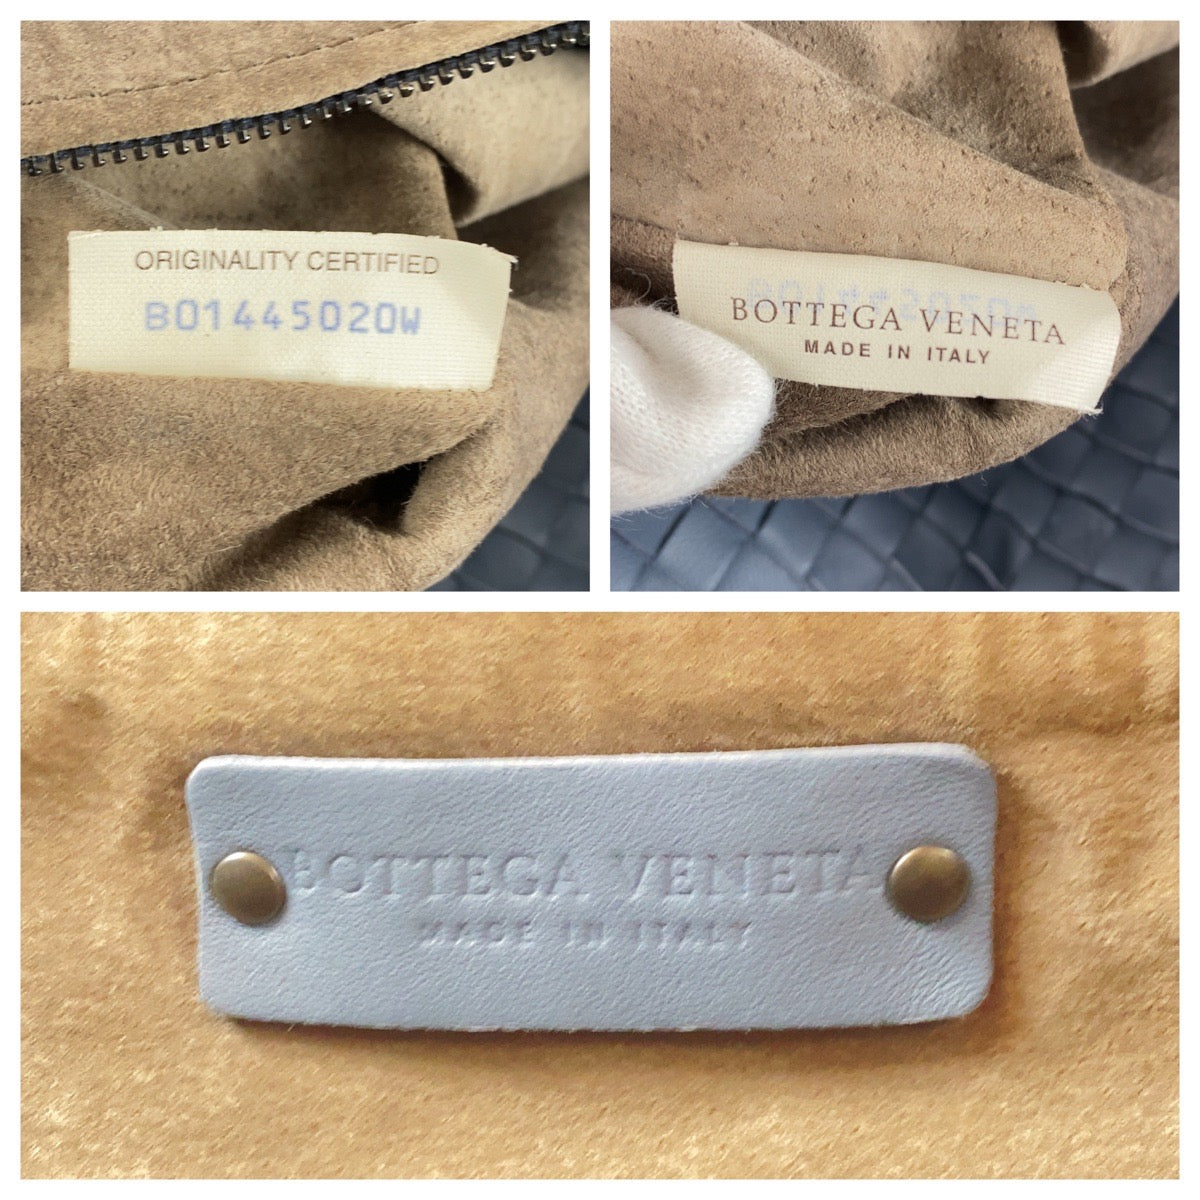 ORIGINALITY CERTIFIED
B01445020W
BOTTEGA VENETA
MADE IN ITALY
BOTTEGA VENETA
MADE IN ITALY